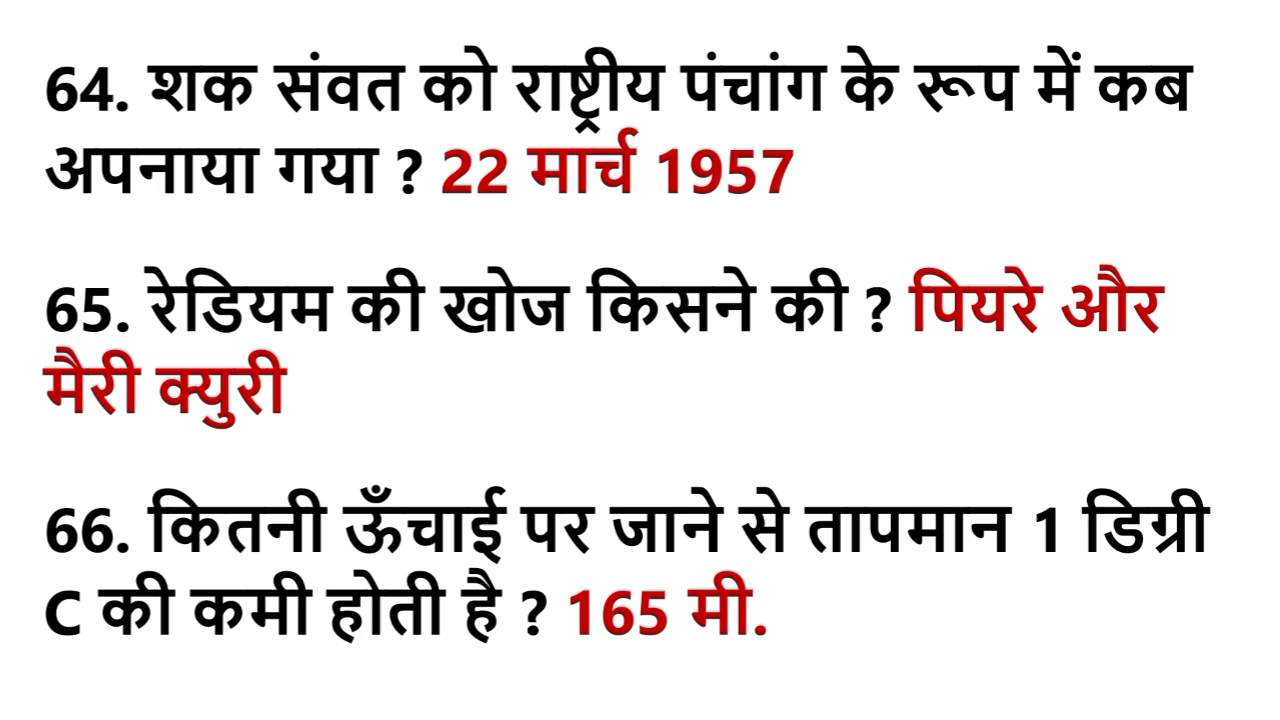 64. शक संवत को राष्ट्रीय पंचांग के रूप में कब
अपनाया गया ? 22 मार्च 1957
65. रेडियम की खोज किसने की ? पियरे और
मैरी क्युरी
66. कितनी ऊँचाई पर जाने से तापमान 1 डिग्री
C की कमी होती है ? 165 मी.